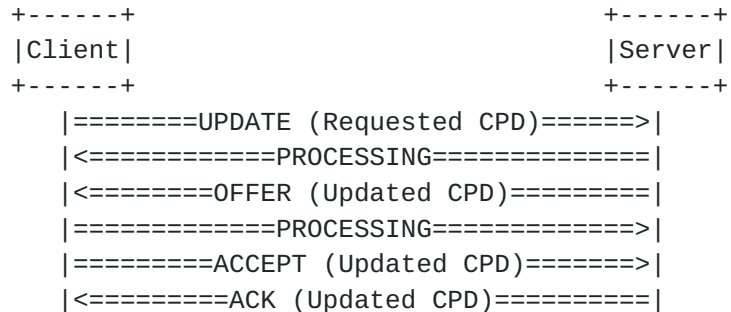 +------+                               +------+
|Client|                               |Server|
+------+                               +------+
   |========UPDATE (Requested CPD)======>|
   |<============PROCESSING==============|
   |<========OFFER (Updated CPD)=========|
   |=============PROCESSING=============>|
   |=========ACCEPT (Updated CPD)=======>|
   |<=========ACK (Updated CPD)==========|